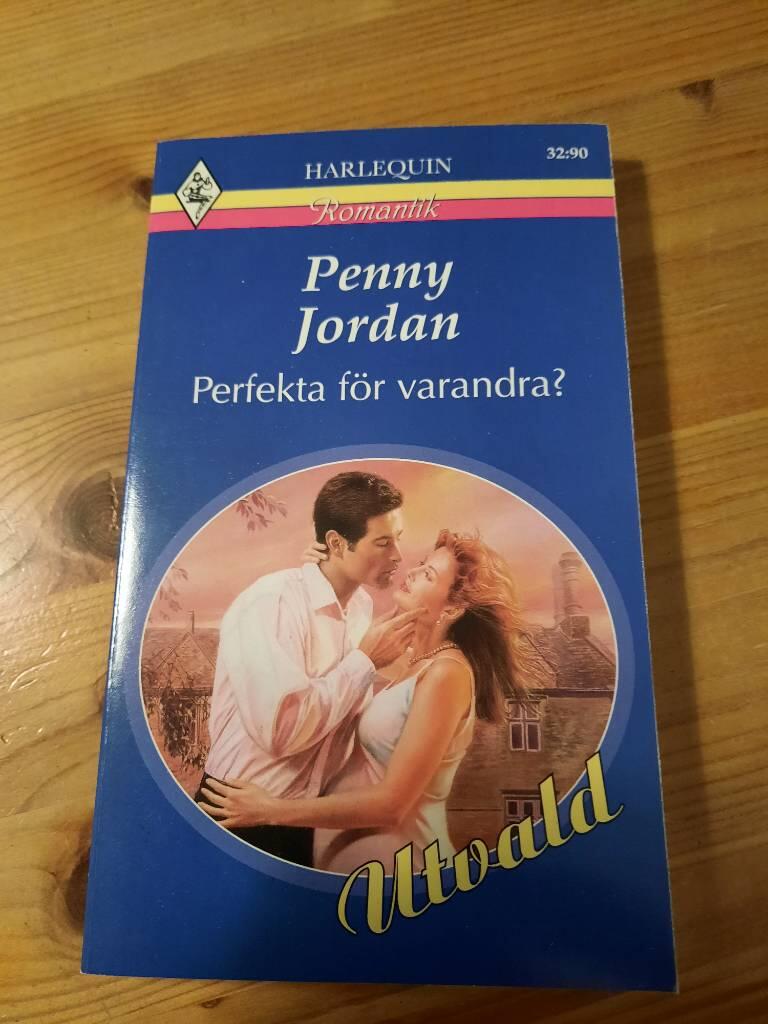 HARLEQUIN
32:90
Romantik
Penny
Jordan
Perfekta för varandra?
Utvald